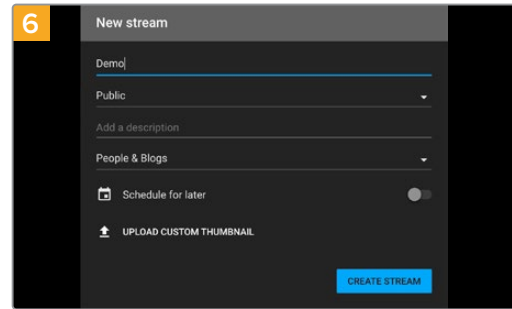 6
New stream
Demo
Public
Add a description
People & Blogs
Schedule for later
UPLOAD CUSTOM THUMBNAIL
CREATE STREAM